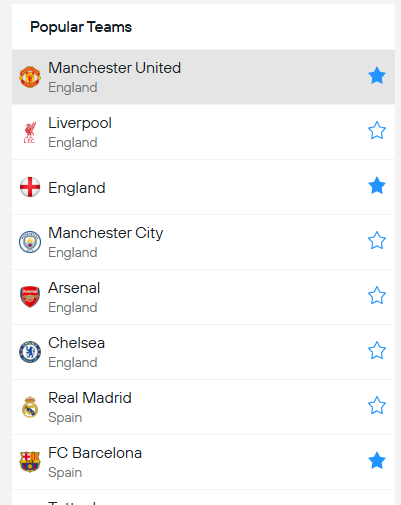 Popular Teams
Manchester United
England
Liverpool
England
England
Manchester City
England
Arsenal
England
Chelsea
England
Real Madrid
Spain
FC Barcelona
Spain